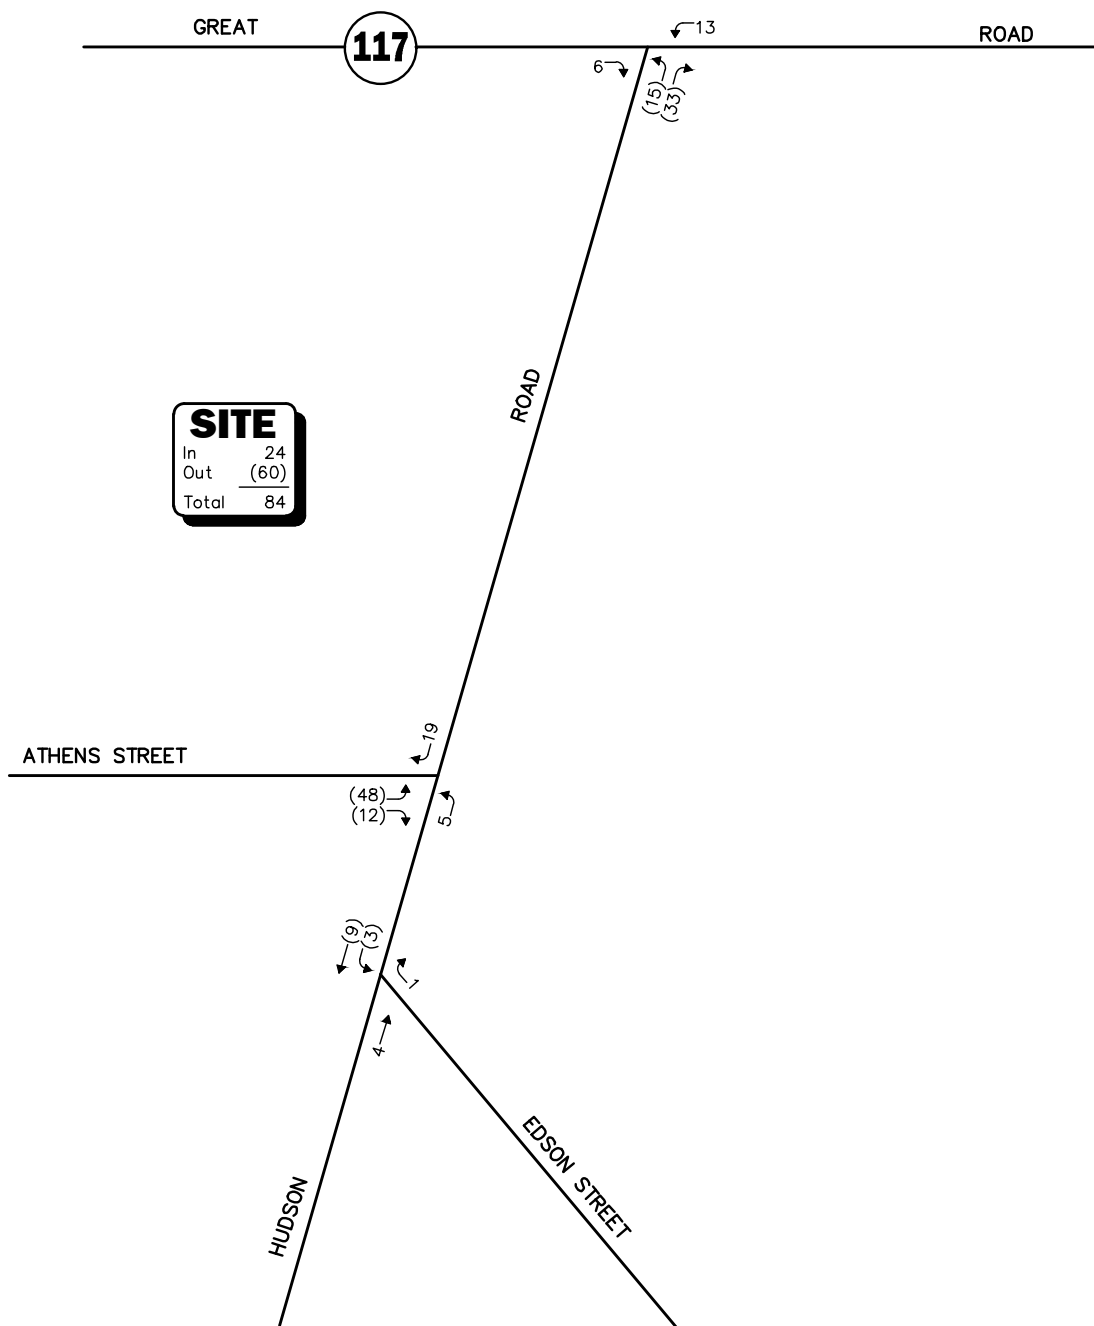 GREAT
117
ROAD
13
6
(15)
(33)
ROAD
SITE
In 24
Out (60)
Total 84
19
ATHENS STREET
(48)
(12)
5
(9)
(3)
1
4
EDSON STREET
HUDSON